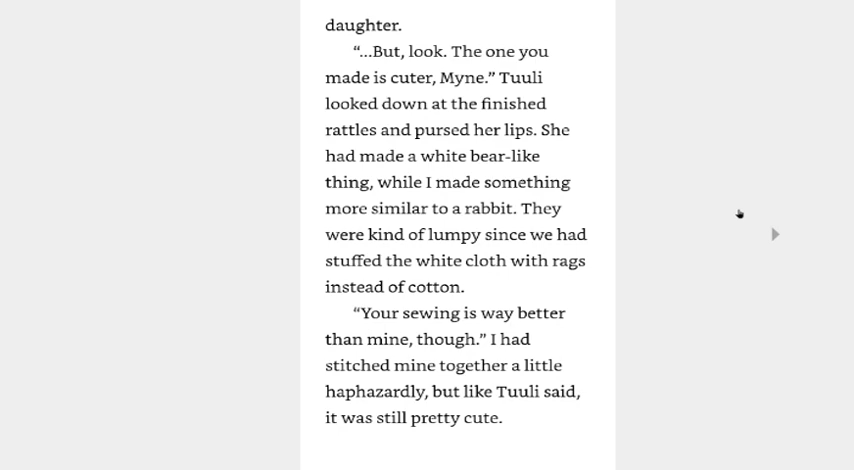 daughter.
“...But, look. The one you
made is cuter, Myne.” Tuuli
looked down at the finished
rattles and pursed her lips. She
had made a white bear-like
thing, while I made something
more similar to a rabbit. They
were kind of lumpy since we had
stuffed the white cloth with rags
instead of cotton.
“Your sewing is way better
than mine, though.” I had
stitched mine together a little
haphazardly, but like Tuuli said,
it was still pretty cute.